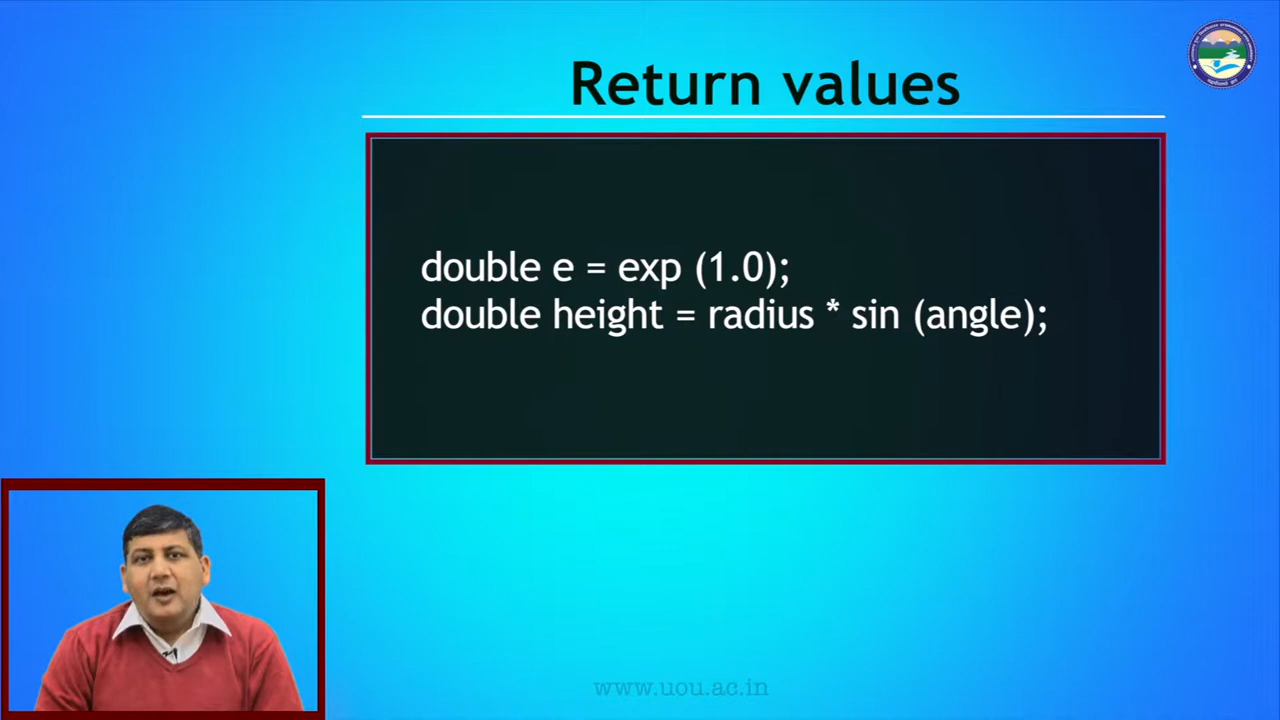 Return values
double e = exp (1.0);
double height = radius * sin (angle);
www.uou.ac.in